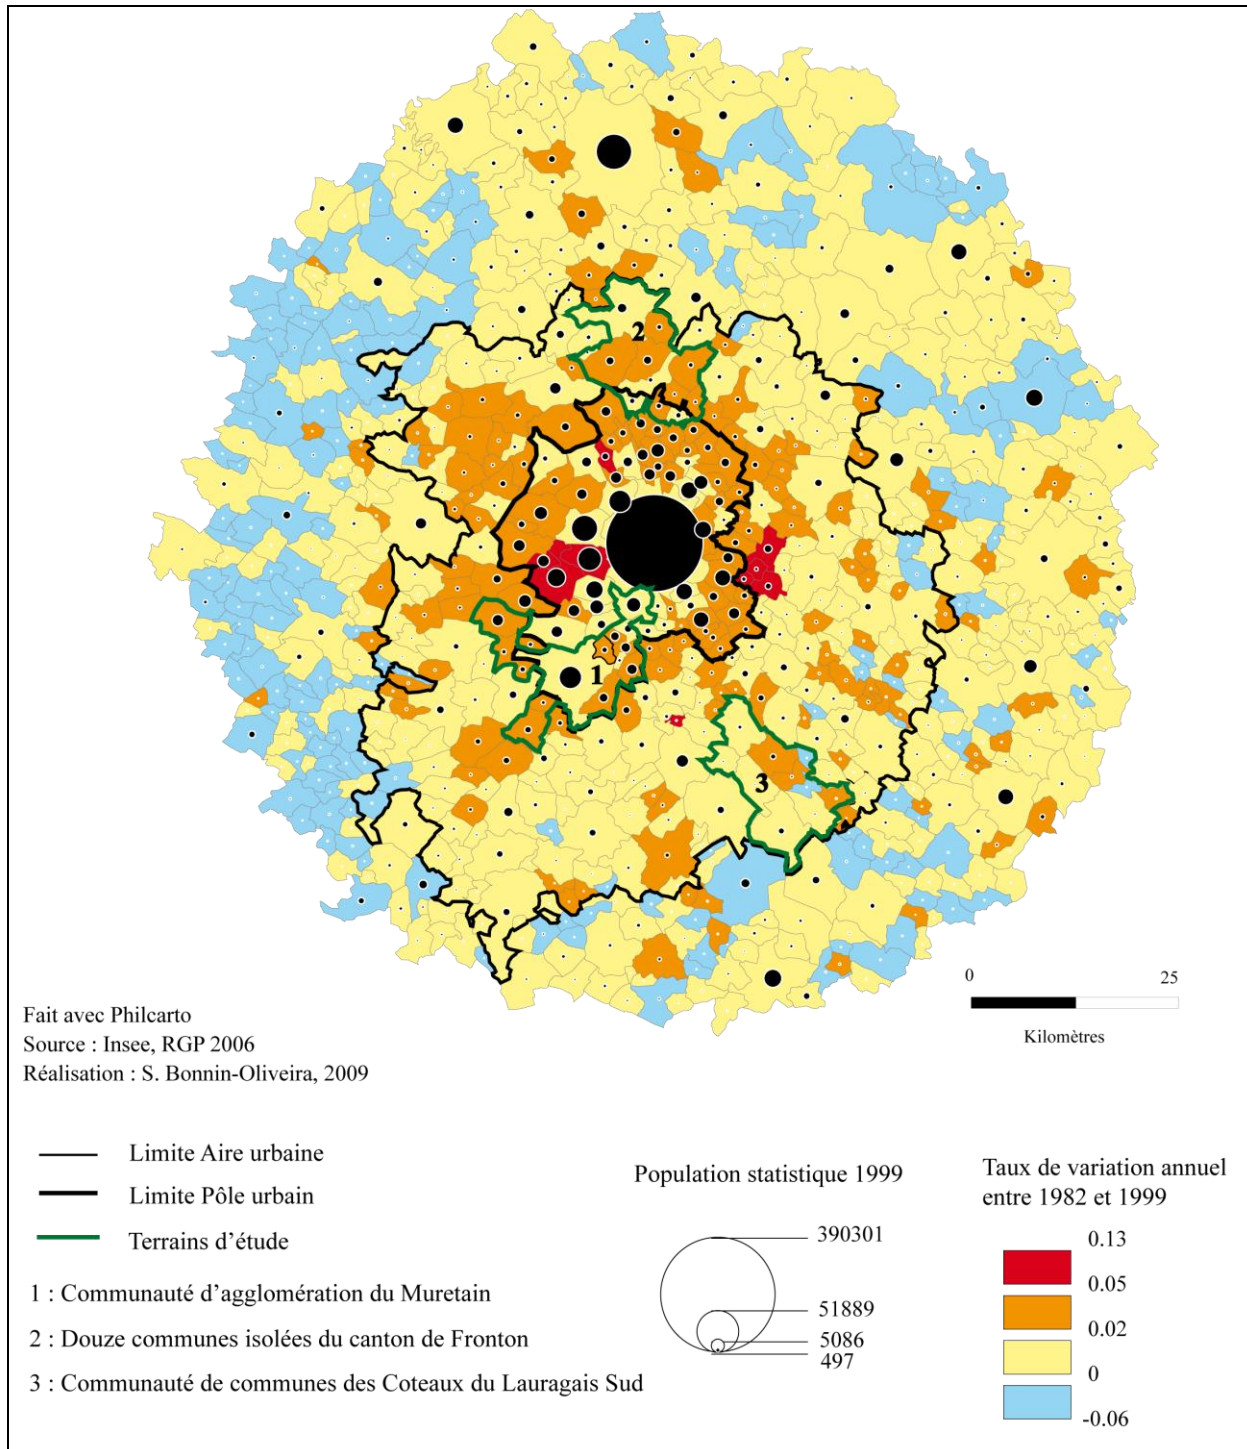 2
1
3
0 25
Kilomètres
Fait avec Philcarto
Source : Insee, RGP 2006
Réalisation : S. Bonnin-Oliveira, 2009
Limite Aire urbaine
Limite Pôle urbain
Terrains d’étude
1 : Communauté d’agglomération du Muretain
2 : Douze communes isolées du canton de Fronton
3 : Communauté de communes des Coteaux du Lauragais Sud
Population statistique 1999
390301
51889
5086
497
Taux de variation annuel
entre 1982 et 1999
0.13
0.05
0.02
0
-0.06